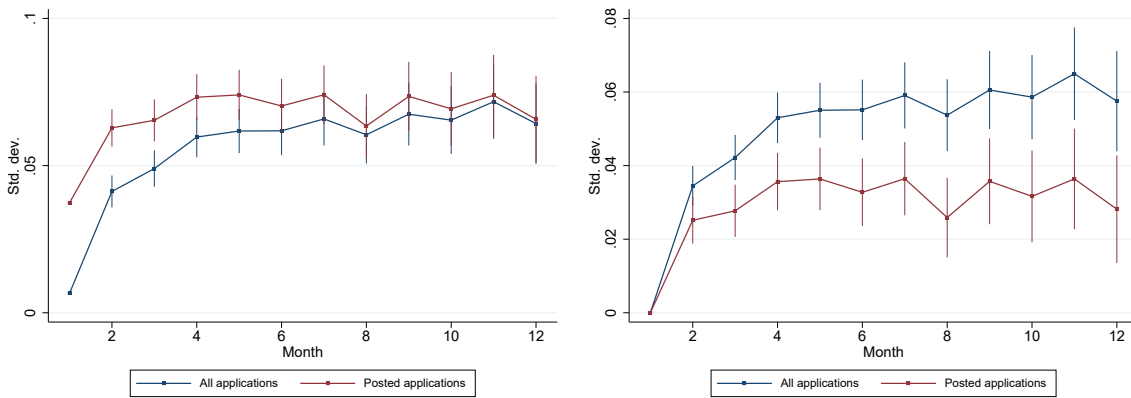 .1
.05
0
Std. dev.
2 4 6 8 10 12
Month
All applications Posted applications
.08
.06
.04
.02
0
Std. dev.
2 4 6 8 10 12
Month
All applications Posted applications